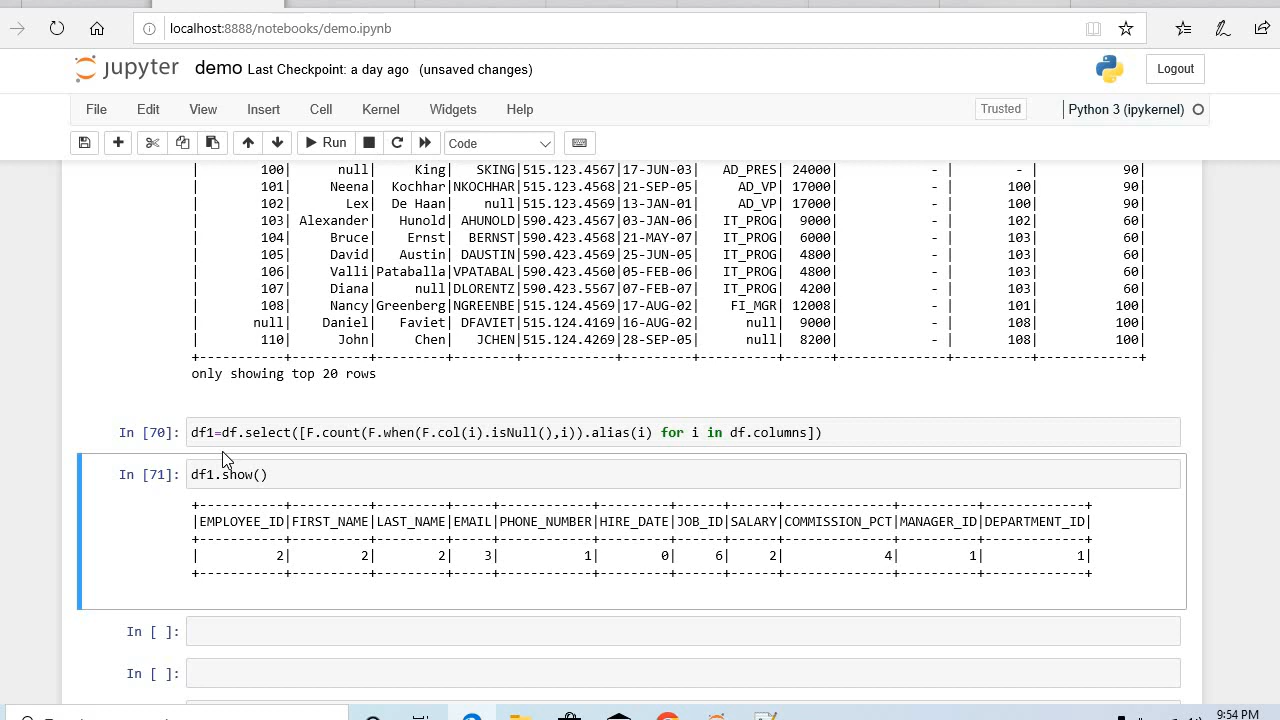 localhost:8888/notebooks/demo.ipynb
jupyter demo Last Checkpoint: a day ago (unsaved changes) Logout
File Edit View Insert Cell Kernel Widgets Help Trusted Python 3 (ipykernel)
Run Code
| 100| null| King| SKING|515.123.4567|17-JUN-03| AD_PRES| 24000| - | - | 90|
| 101| Neena| Kochhar|NKOCHHAR|515.123.4568|21-SEP-05| AD_VP| 17000| - | 100| 90|
| 102| Lex| De Haan| null|515.123.4569|13-JAN-01| AD_VP| 17000| - | 100| 90|
| 103| Alexander| Hunold| AHUNOLD|590.423.4567|03-JAN-06| IT_PROG| 9000| - | 102| 60|
| 104| Bruce| Ernst| BERNST|590.423.4568|21-MAY-07| IT_PROG| 6000| - | 103| 60|
| 105| David| Austin| DAUSTIN|590.423.4569|25-JUN-05| IT_PROG| 4800| - | 103| 60|
| 106| Valli|Pataballa|VPATABAL|590.423.4560|05-FEB-06| IT_PROG| 4800| - | 103| 60|
| 107| Diana| null|DLORENTZ|590.423.5567|07-FEB-07| IT_PROG| 4200| - | 103| 60|
| 108| Nancy|Greenberg|NGREENBE|515.124.4569|17-AUG-02| FI_MGR| 12008| - | 101| 100|
| null| Daniel| Faviet| DFAVIET|515.124.4169|16-AUG-02| null| 9000| - | 108| 100|
| 110| John| Chen| JCHEN|515.124.4269|28-SEP-05| null| 8200| - | 108| 100|
+-----------+----------+---------+--------+------------+---------+----------+------+--------------+----------+-------------+
only showing top 20 rows
In [70]: df1=df.select([F.count(F.when(F.col(i).isNull(),i)).alias(i) for i in df.columns])
In [71]: df1.show()
+-----------+----------+---------+-----+------------+---------+------+------+--------------+----------+-------------+
|EMPLOYEE_ID|FIRST_NAME|LAST_NAME|EMAIL|PHONE_NUMBER|HIRE_DATE|JOB_ID|SALARY|COMMISSION_PCT|MANAGER_ID|DEPARTMENT_ID|
+-----------+----------+---------+-----+------------+---------+------+------+--------------+----------+-------------+
| 2| 2| 2| 3| 1| 0| 6| 2| 4| 1| 1|
+-----------+----------+---------+-----+------------+---------+------+------+--------------+----------+-------------+
In [ ]:
In [ ]:
9:54 PM